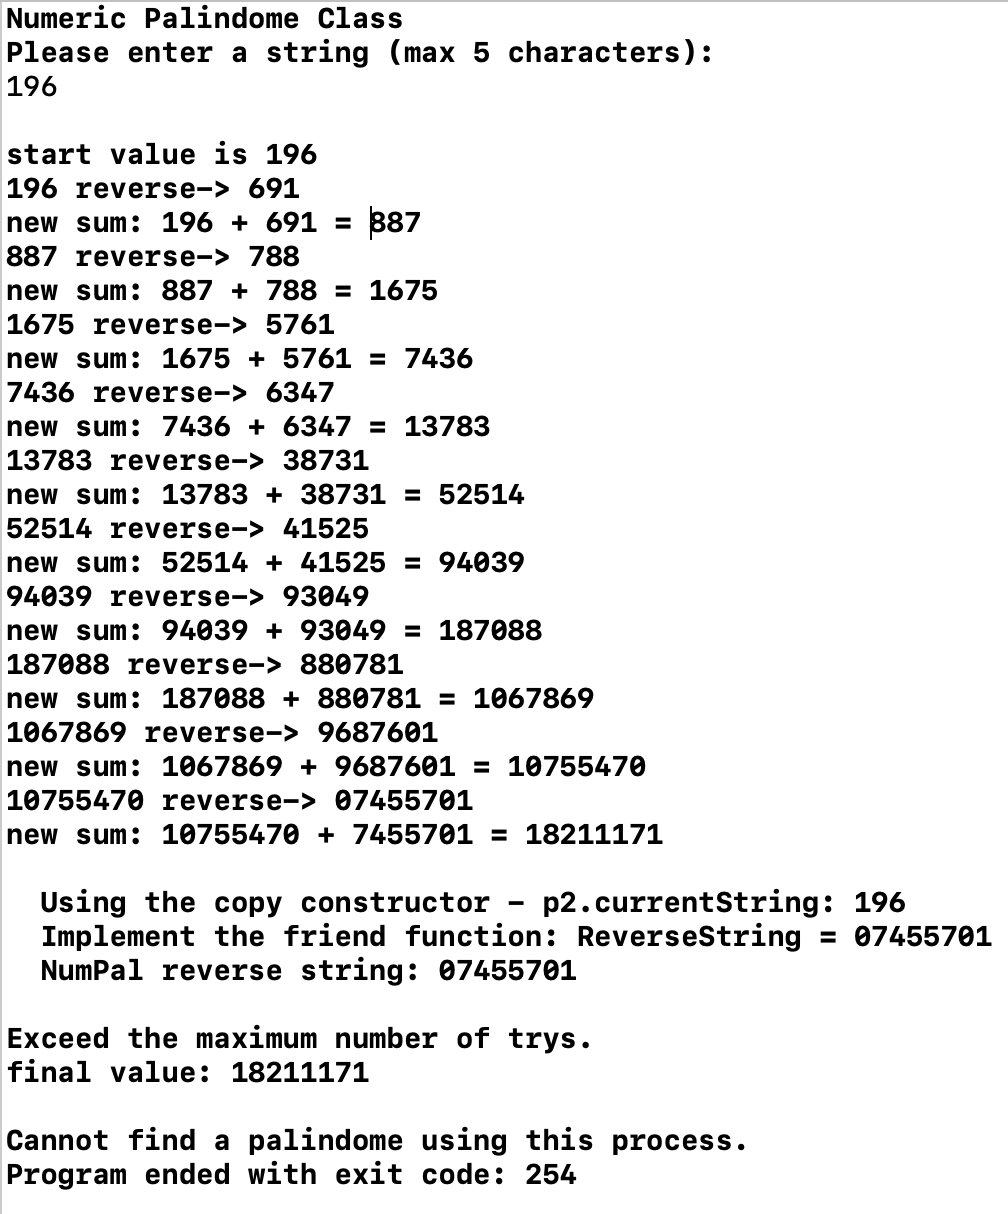 Numeric Palindome Class
Please enter a string (max 5 characters):
196
start value is 196
196 reverse-> 691
new sum: 196 + 691 = 887
887 reverse-> 788
new sum: 887 + 788 = 1675
1675 reverse-> 5761
new sum: 1675 + 5761 = 7436
7436 reverse-> 6347
new sum: 7436 + 6347 = 13783
13783 reverse-> 38731
new sum: 13783 + 38731 = 52514
52514 reverse-> 41525
new sum: 52514 + 41525 = 94039
94039 reverse-> 93049
new sum: 94039 + 93049 = 187088
187088 reverse-> 880781
new sum: 187088 + 880781 = 1067869
1067869 reverse-> 9687601
new sum: 1067869 + 9687601 = 10755470
10755470 reverse-> 07455701
new sum: 10755470 + 7455701 = 18211171
Using the copy constructor – p2.currentString: 196
Implement the friend function: ReverseString = 07455701
NumPal reverse string: 07455701
Exceed the maximum number of trys.
final value: 18211171
Cannot find a palindome using this process.
Program ended with exit code: 254